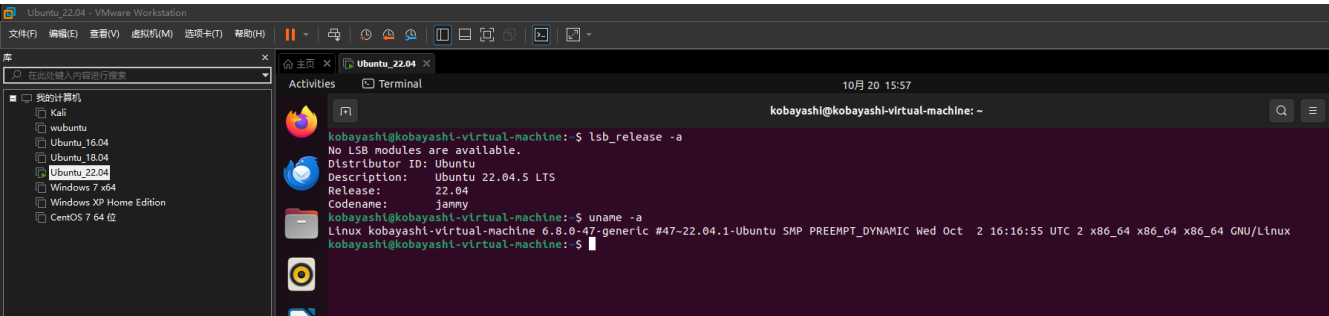 Ubuntu_22.04 - VMware Workstation
文件(F) 编辑(E) 查看(V) 虚拟机(M) 选项卡(T) 帮助(H)
库
在此处键入内容进行搜索
我的计算机
Kali
wubuntu
Ubuntu_16.04
Ubuntu_18.04
Ubuntu_22.04
Windows 7 x64
Windows XP Home Edition
CentOS 7 64 位
主页 Ubuntu_22.04
Activities Terminal 10月 20 15:57
kobayashi@kobayashi-virtual-machine: ~
kobayashi@kobayashi-virtual-machine:~$ lsb_release -a
No LSB modules are available.
Distributor ID: Ubuntu
Description: Ubuntu 22.04.5 LTS
Release: 22.04
Codename: jammy
kobayashi@kobayashi-virtual-machine:~$ uname -a
Linux kobayashi-virtual-machine 6.8.0-47-generic #47~22.04.1-Ubuntu SMP PREEMPT_DYNAMIC Wed Oct  2 16:16:55 UTC 2 x86_64 x86_64 x86_64 GNU/Linux
kobayashi@kobayashi-virtual-machine:~$